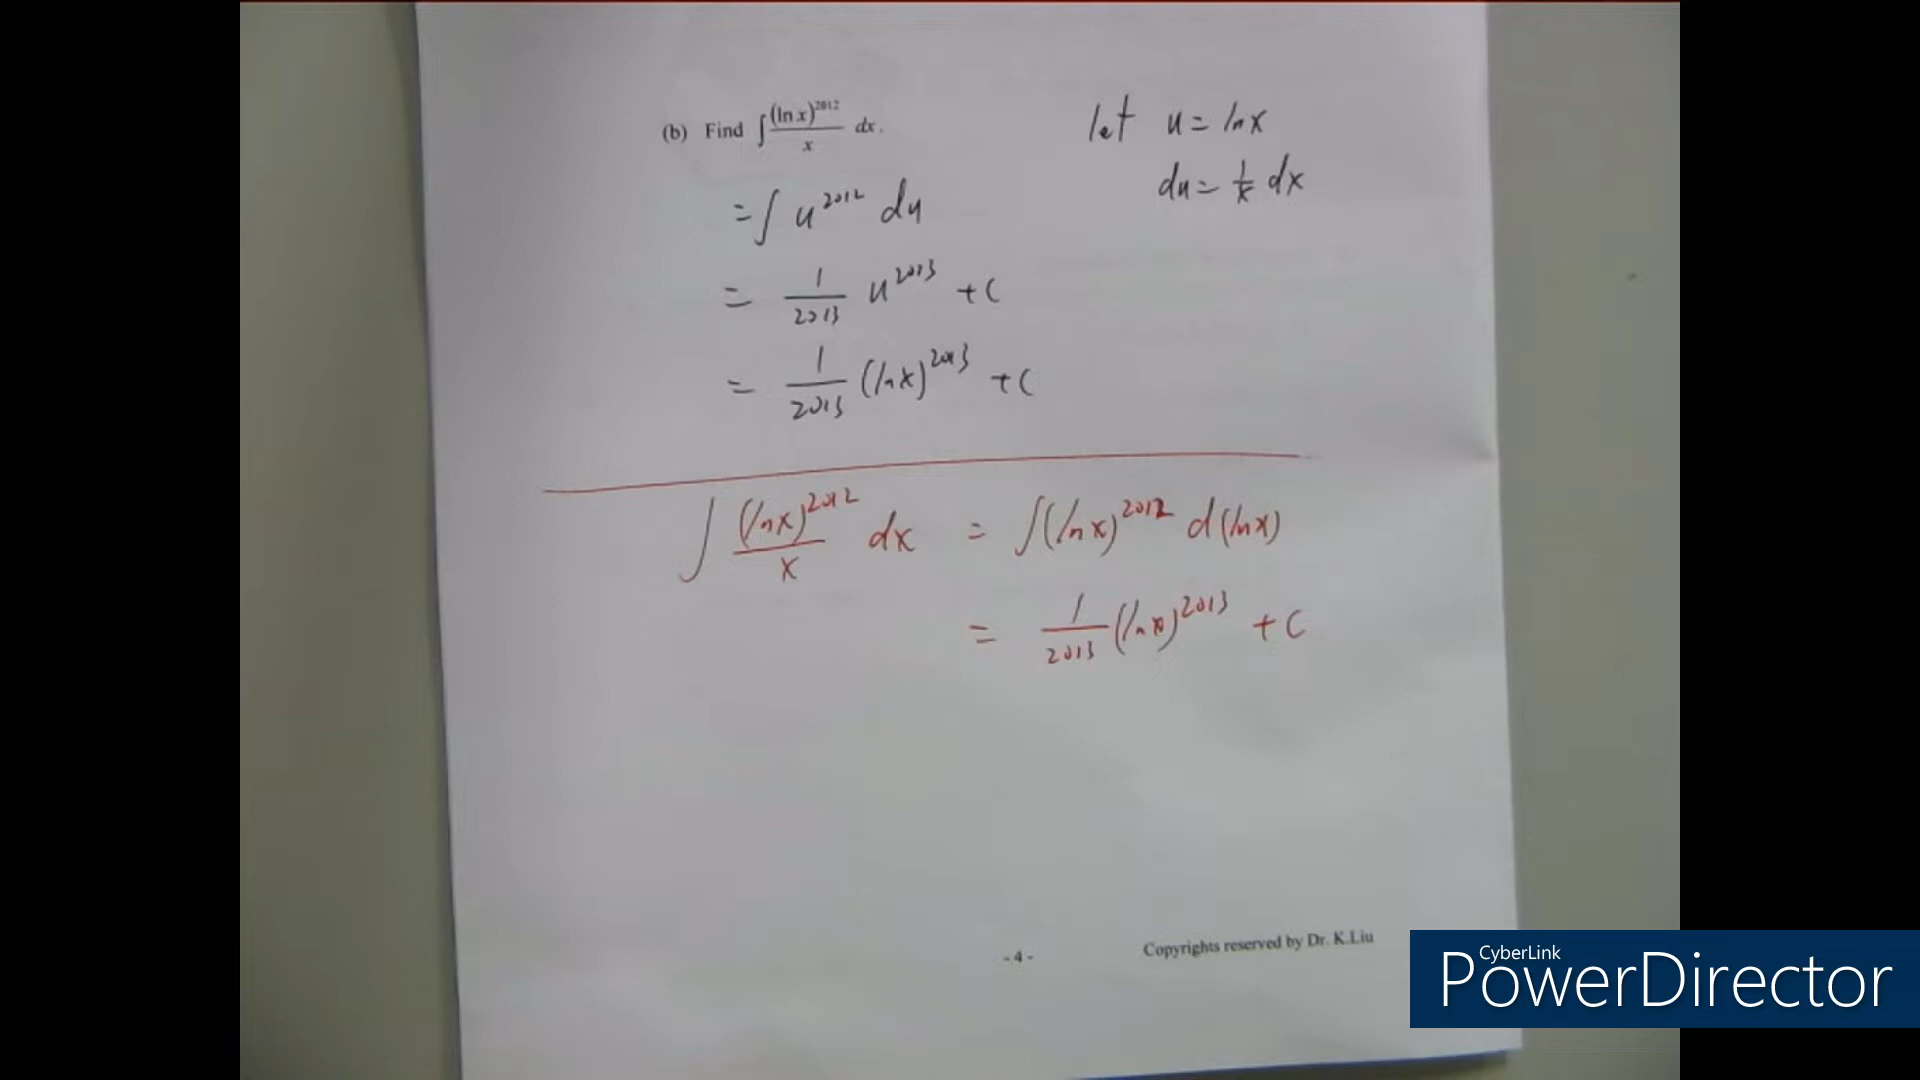 (b) Find ∫ (ln x)^2012 / x dx.
let u = ln x
du = 1/x dx
= ∫ u^2012 du
= 1/2013 u^2013 + C
= 1/2013 (ln x)^2013 + C
∫ (ln x)^2012 / x dx = ∫ (ln x)^2012 d(ln x)
= 1/2013 (ln x)^2013 + C
- 4 -
Copyrights reserved by Dr. K.Liu
CyberLink
PowerDirector